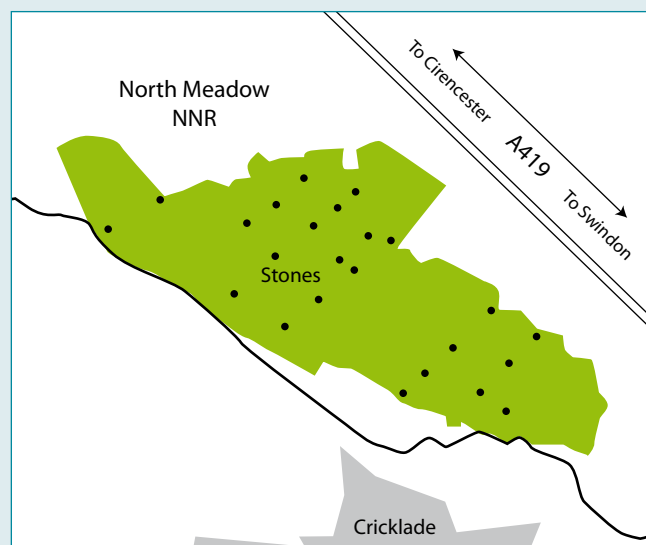 North Meadow
NNR
To Cirencester
A419
To Swindon
Stones
Cricklade